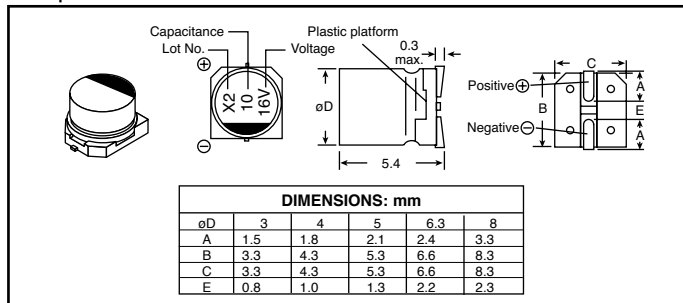 Capacitance
Lot No.
Voltage
X2
10
16V
⊕
⊖
Plastic platform
0.3
max.
øD
5.4
C
Positive ⊕
Negative ⊖
B
A
E
A
DIMENSIONS: mm
øD 3 4 5 6.3 8
A 1.5 1.8 2.1 2.4 3.3
B 3.3 4.3 5.3 6.6 8.3
C 3.3 4.3 5.3 6.6 8.3
E 0.8 1.0 1.3 2.2 2.3